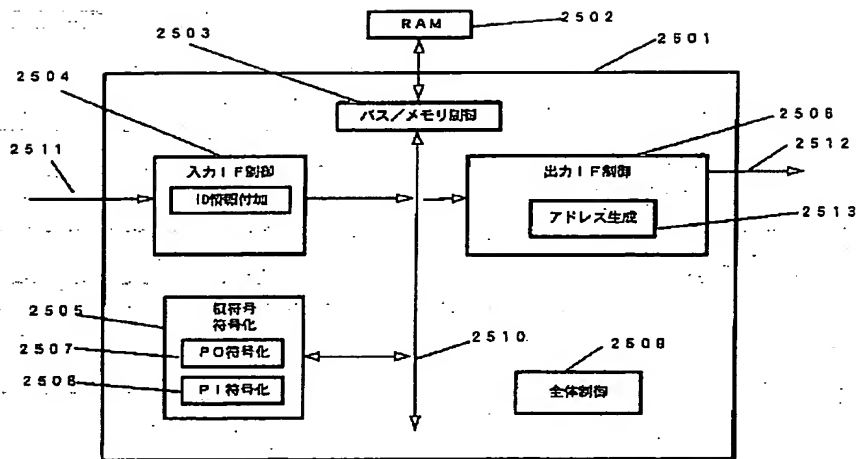 2503
RAM
2502
2501
2504
バス/メモリ制御
2506
2511
入力IF制御
ID情報付加
出力IF制御
2512
アドレス生成
2513
2505
積符号
符号化
2507
PO符号化
2508
PI符号化
2510
2509
全体制御